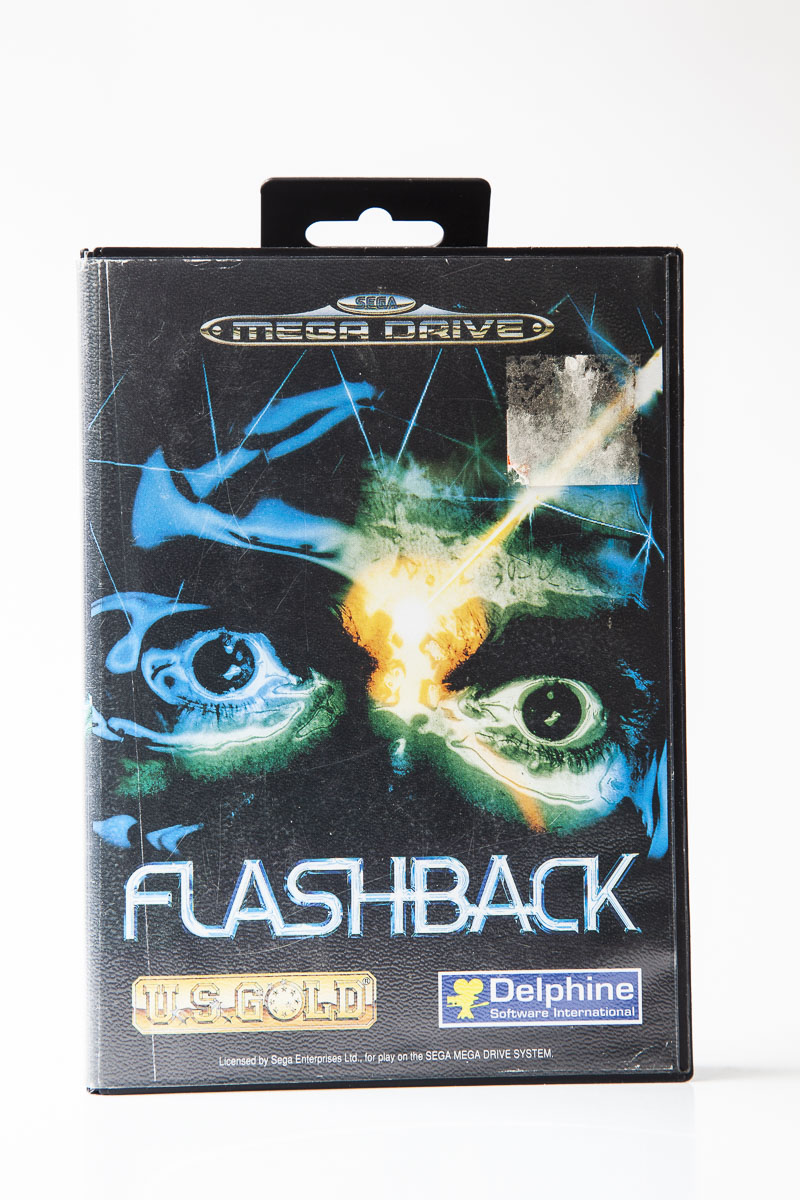 SEGA
MEGA DRIVE
FLASHBACK
U.S.GOLD®
Delphine
Software International
Licensed by Sega Enterprises Ltd., for play on the SEGA MEGA DRIVE SYSTEM.